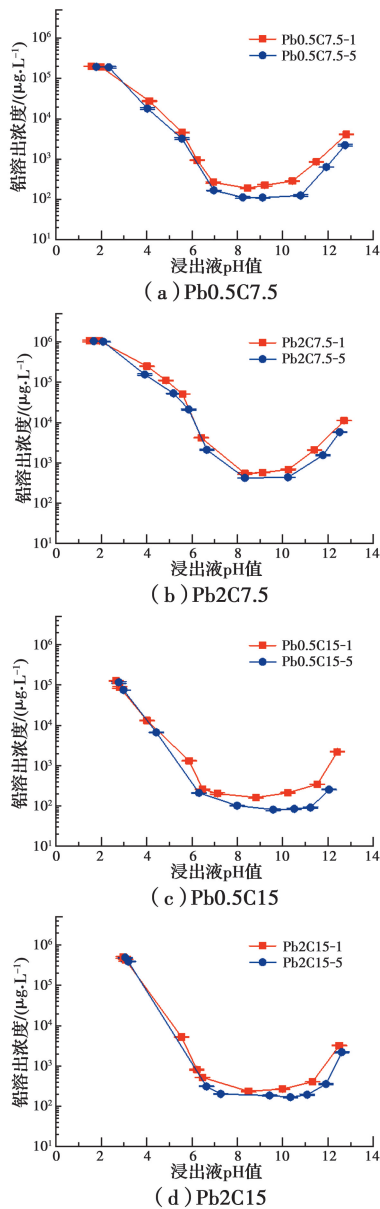 铅溶出浓度/(μg·L⁻¹)
10⁶
10⁵
10⁴
10³
10²
10¹
Pb0.5C7.5-1
Pb0.5C7.5-5
0 2 4 6 8 10 12 14
浸出液pH值
(a)Pb0.5C7.5
铅溶出浓度/(μg·L⁻¹)
10⁶
10⁵
10⁴
10³
10²
10¹
Pb2C7.5-1
Pb2C7.5-5
0 2 4 6 8 10 12 14
浸出液pH值
(b)Pb2C7.5
铅溶出浓度/(μg·L⁻¹)
10⁶
10⁵
10⁴
10³
10²
10¹
Pb0.5C15-1
Pb0.5C15-5
0 2 4 6 8 10 12 14
浸出液pH值
(c)Pb0.5C15
铅溶出浓度/(μg·L⁻¹)
10⁶
10⁵
10⁴
10³
10²
10¹
Pb2C15-1
Pb2C15-5
0 2 4 6 8 10 12 14
浸出液pH值
(d)Pb2C15